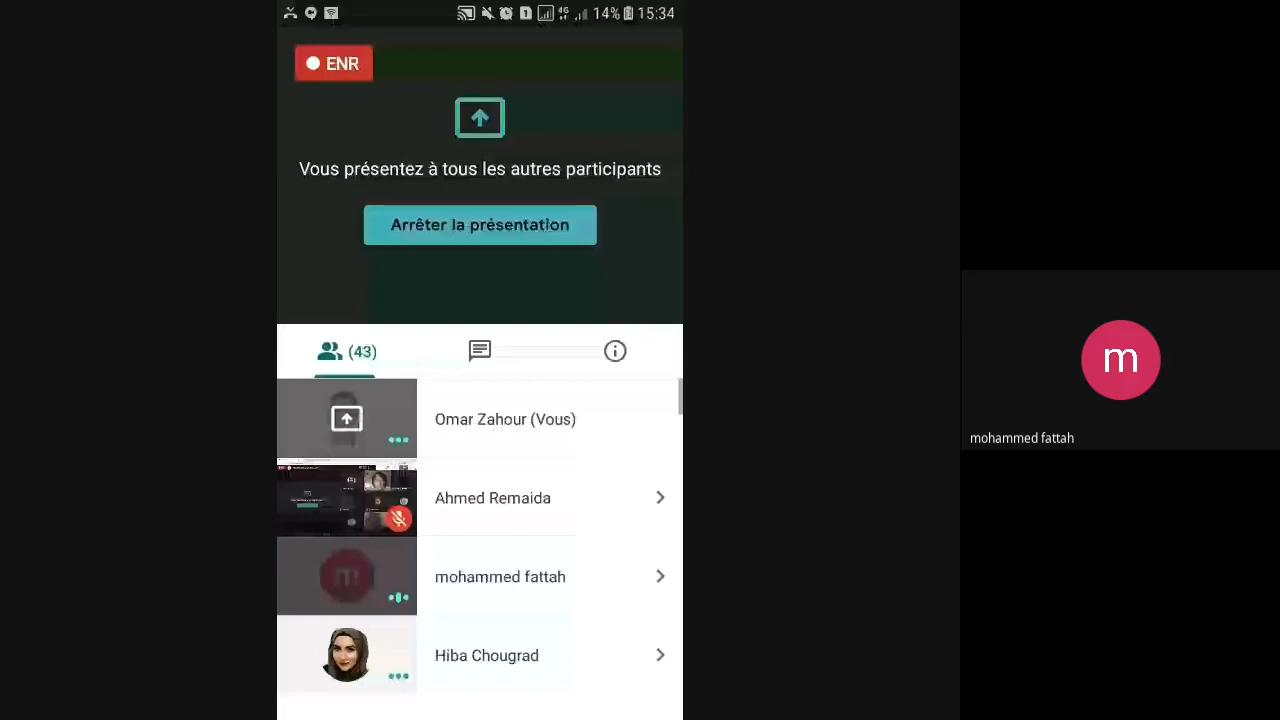 14% 15:34
ENR
Vous présentez à tous les autres participants
Arrêter la présentation
(43)
Omar Zahour (Vous)
Ahmed Remaida
m
mohammed fattah
Hiba Chougrad
m
mohammed fattah